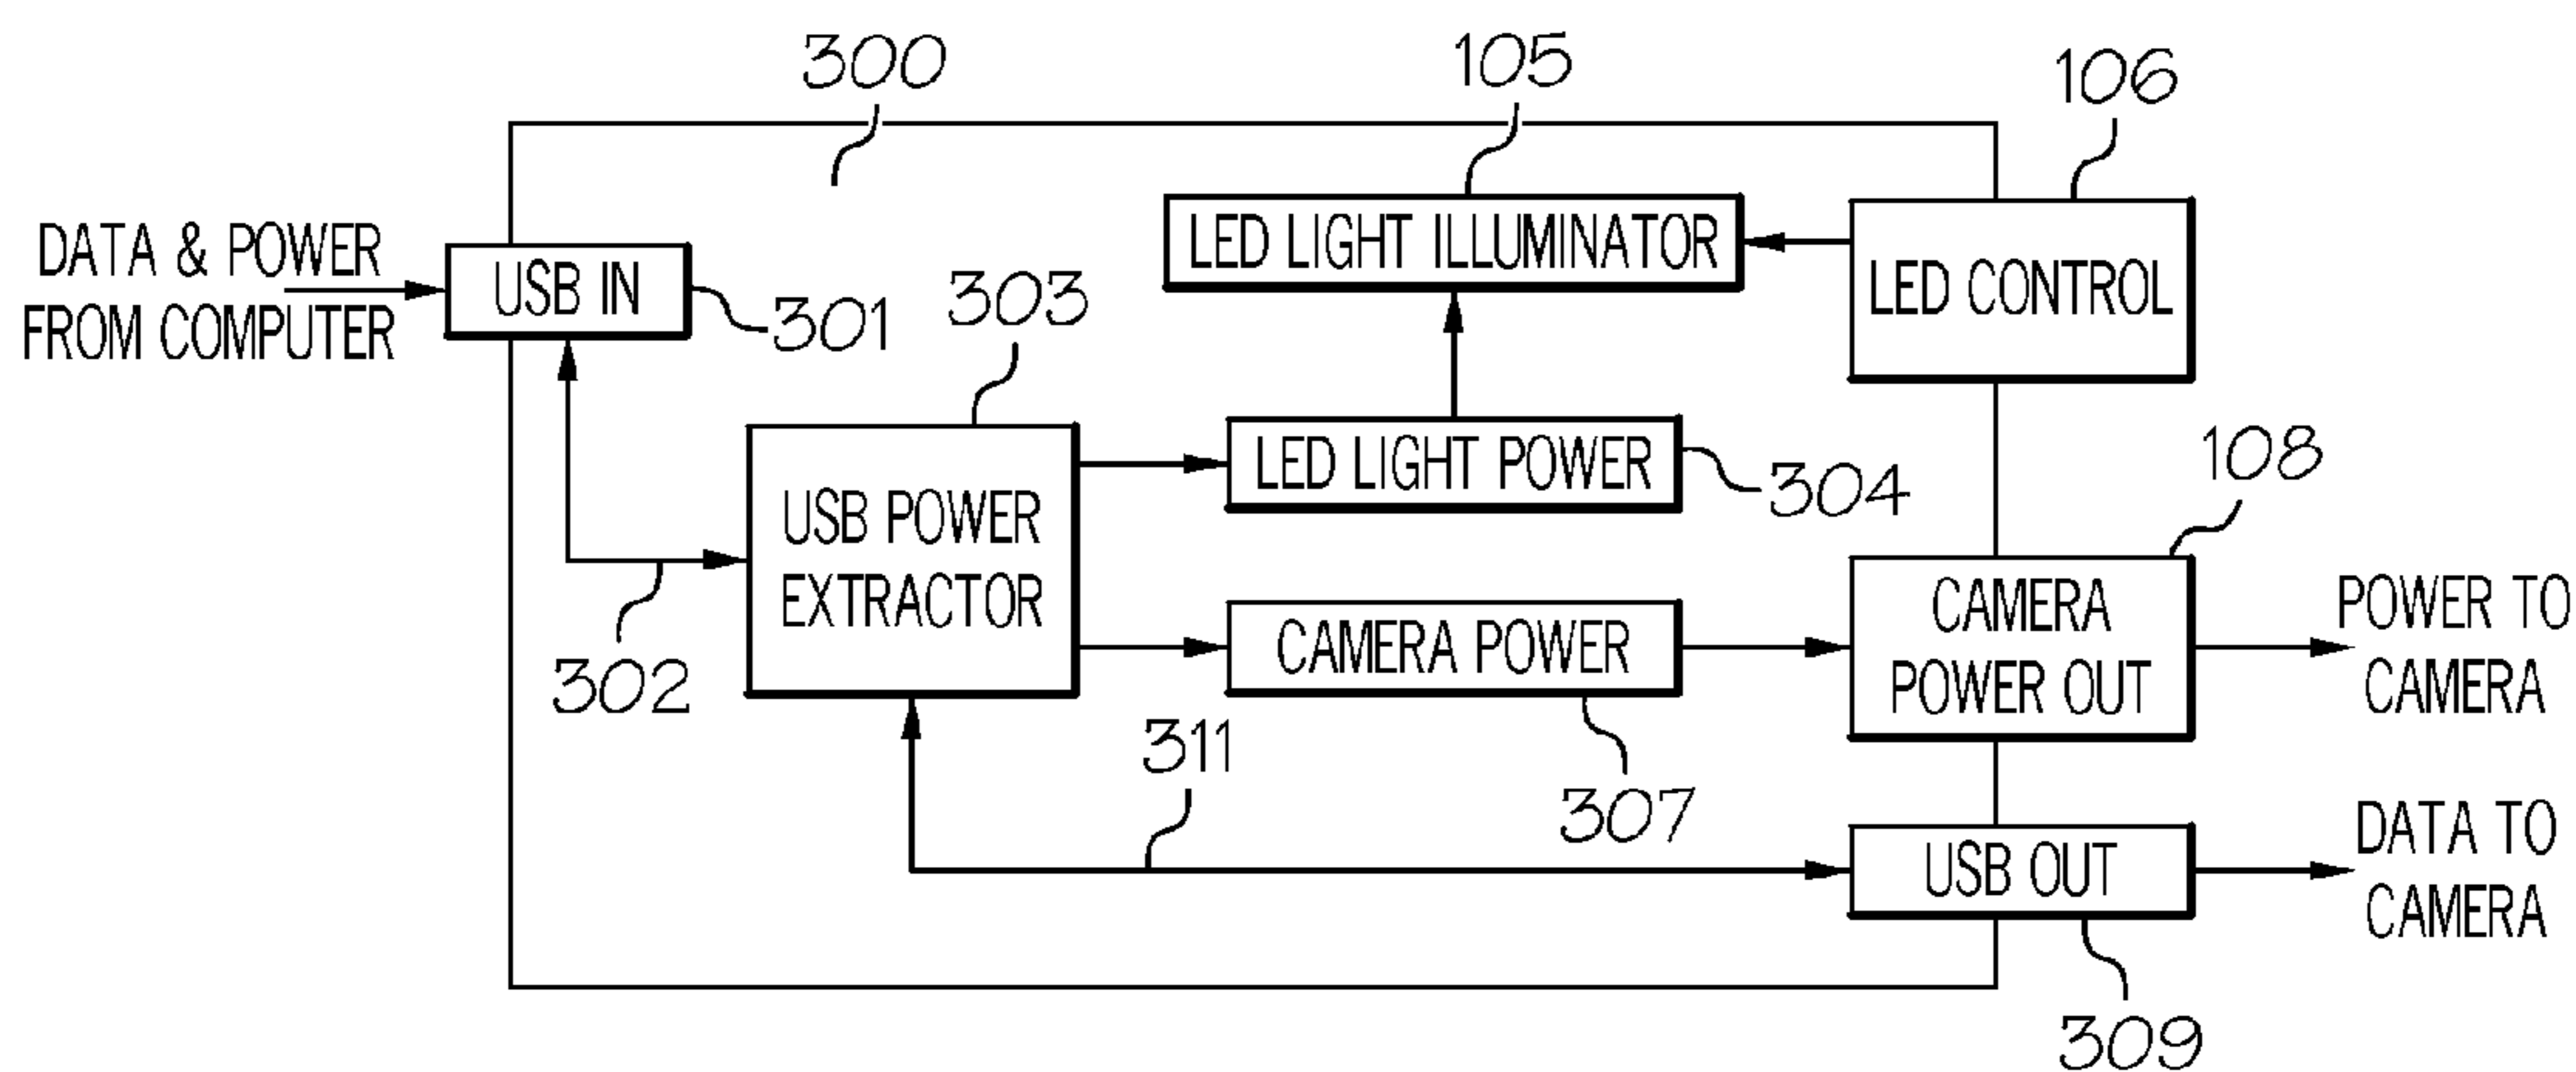 300
105
106
DATA & POWER
FROM COMPUTER
USB IN
301
303
LED LIGHT ILLUMINATOR
LED CONTROL
USB POWER
EXTRACTOR
302
LED LIGHT POWER
304
108
CAMERA POWER
307
CAMERA
POWER OUT
POWER TO
CAMERA
311
USB OUT
309
DATA TO
CAMERA